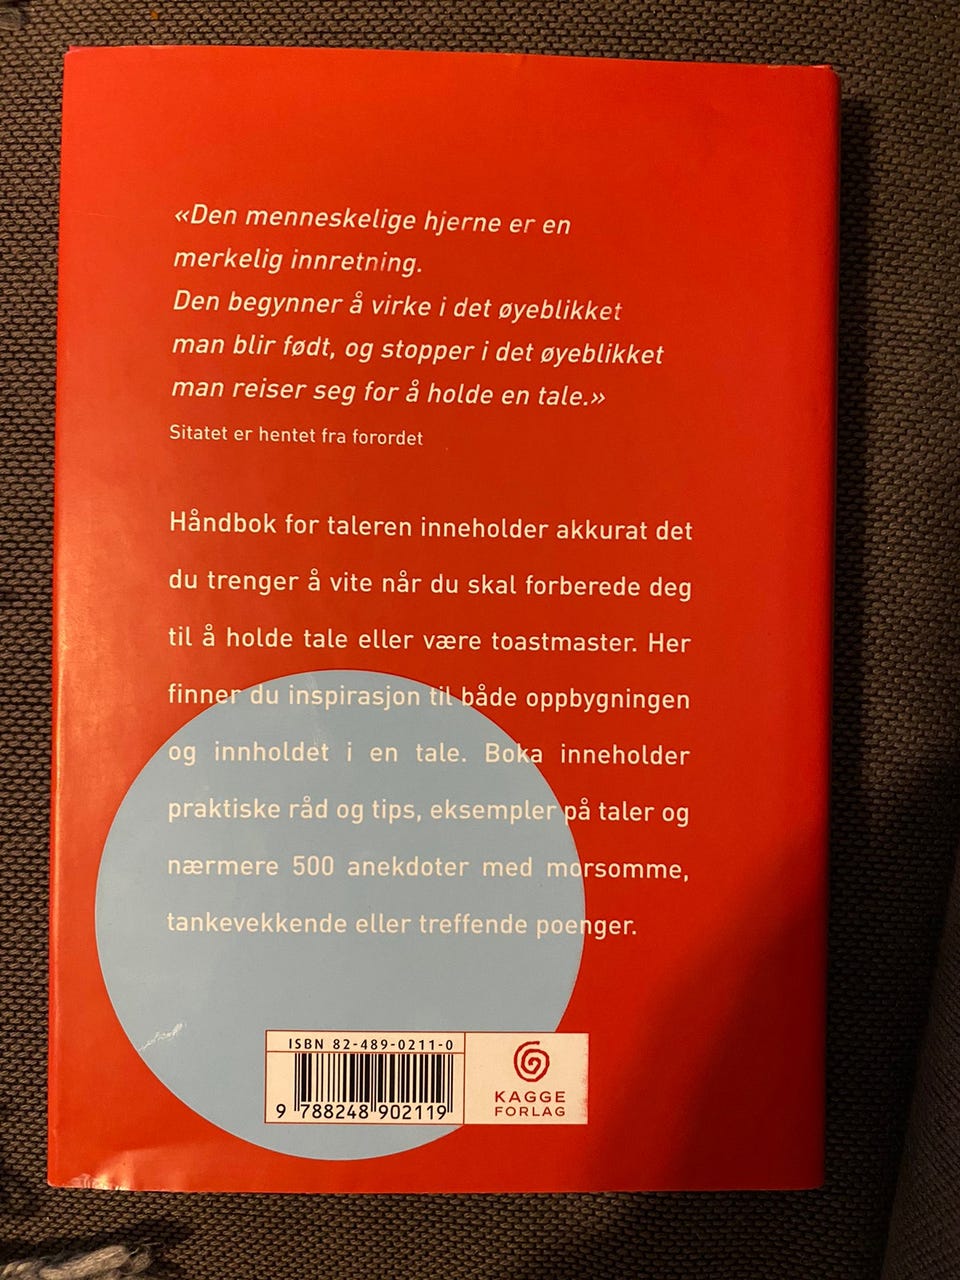 «Den menneskelige hjerne er en
merkelig innretning.
Den begynner å virke i det øyeblikket
man blir født, og stopper i det øyeblikket
man reiser seg for å holde en tale.»
Sitatet er hentet fra forordet
Håndbok for taleren inneholder akkurat det
du trenger å vite når du skal forberede deg
til å holde tale eller være toastmaster. Her
finner du inspirasjon til både oppbygningen
og innholdet i en tale. Boka inneholder
praktiske råd og tips, eksempler på taler og
nærmere 500 anekdoter med morsomme,
tankevekkende eller treffende poenger.
ISBN 82-489-0211-0
9 788248 902119
KAGGE
FORLAG